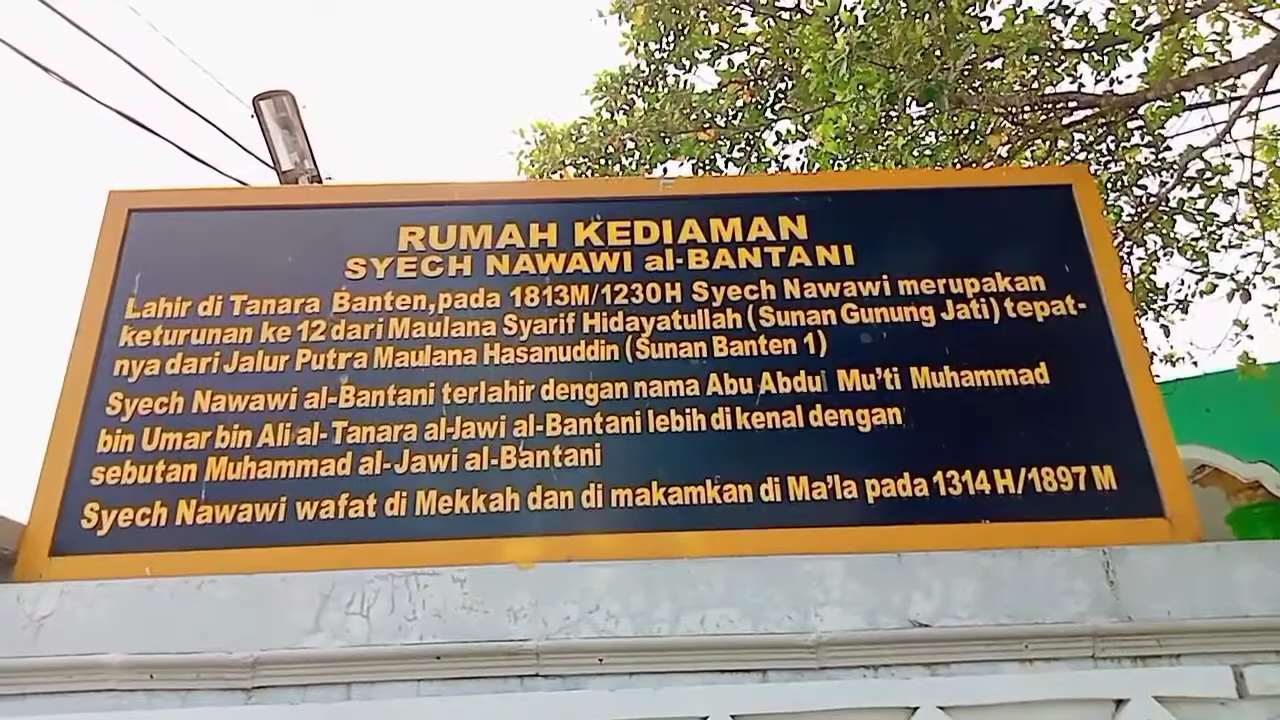 RUMAH KEDIAMAN
SYECH NAWAWI al-BANTANI
Lahir di Tanara Banten,pada 1813M/1230H Syech Nawawi merupakan
keturunan ke 12 dari Maulana Syarif Hidayatullah (Sunan Gunung Jati) tepat-
nya dari Jalur Putra Maulana Hasanuddin (Sunan Banten 1)
Syech Nawawi al-Bantani terlahir dengan nama Abu Abdul Mu'ti Muhammad
bin Umar bin Ali al-Tanara al-Jawi al-Bantani lebih di kenal dengan
sebutan Muhammad al-Jawi al-Bantani
Syech Nawawi wafat di Mekkah dan di makamkan di Ma'la pada 1314 H/1897 M